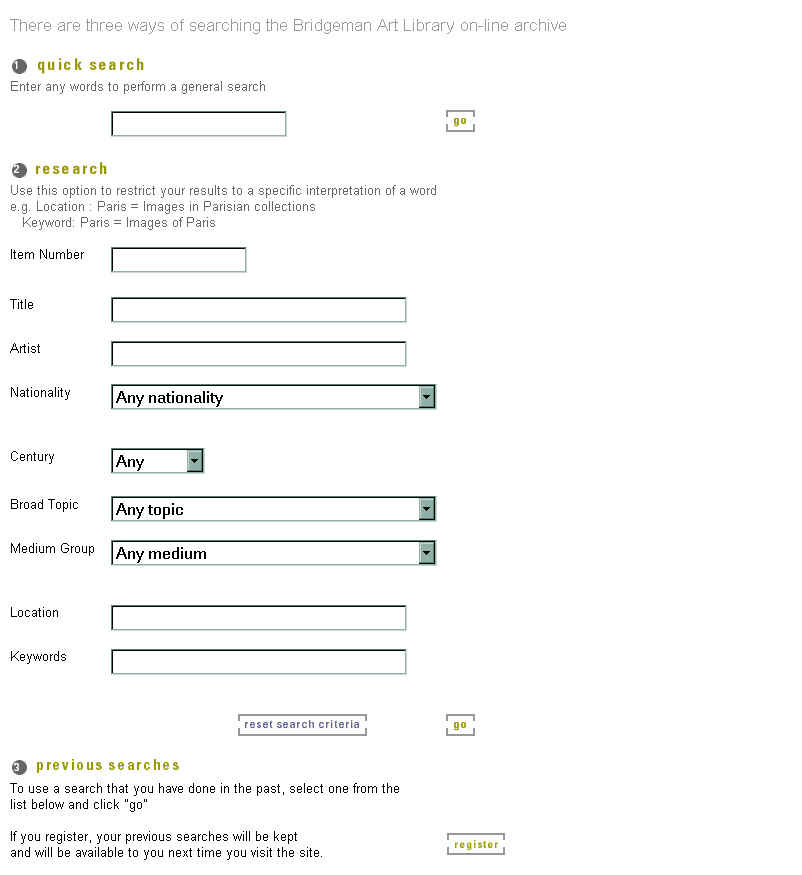 There are three ways of searching the Bridgeman Art Library on-line archive
1 quick search
Enter any words to perform a general search
go
2 research
Use this option to restrict your results to a specific interpretation of a word
e.g. Location : Paris = Images in Parisian collections
Keyword: Paris = Images of Paris
Item Number
Title
Artist
Nationality Any nationality
Century Any
Broad Topic Any topic
Medium Group Any medium
Location
Keywords
reset search criteria go
3 previous searches
To use a search that you have done in the past, select one from the
list below and click "go"
If you register, your previous searches will be kept
and will be available to you next time you visit the site.
register